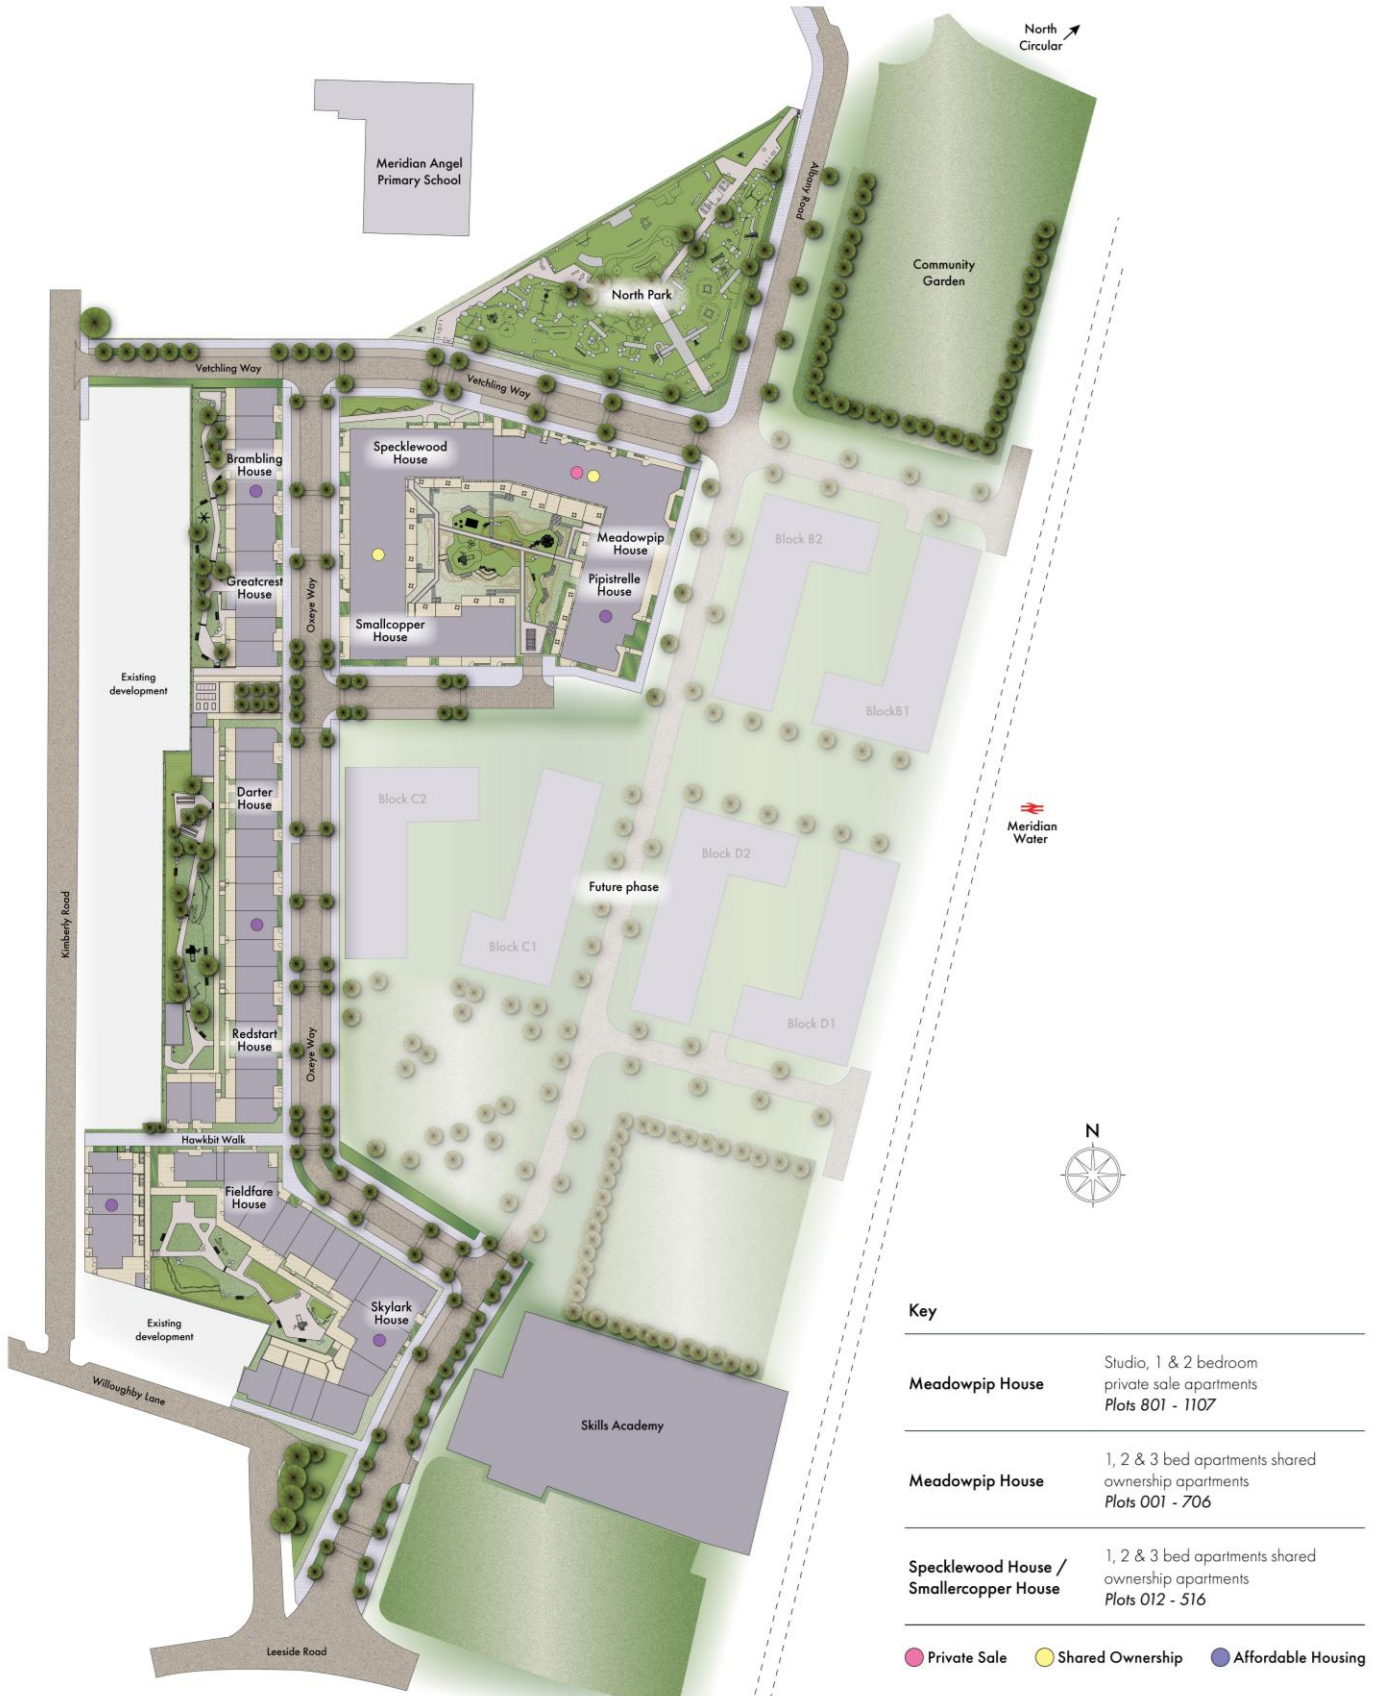 North
Circular
Meridian Angel
Primary School
Albany Road
Community
Garden
North Park
Vetchling Way
Vetchling Way
Specklewood
House
Brambling
House
Meadowpip
House
Block B2
Pipistrelle
House
Greatcrest
House
Oxeye Way
Smallcopper
House
Existing
development
BlockB1
Darter
House
Block C2
Meridian
Water
Block D2
Future phase
Kimberly Road
Block C1
Block D1
Redstart
House
Oxeye Way
Hawkbit Walk
N
Fieldfare
House
Skylark
House
Existing
development
Willoughby Lane
Skills Academy
Leeside Road
Key
Meadowpip House
Studio, 1 & 2 bedroom
private sale apartments
Plots 801 - 1107
Meadowpip House
1, 2 & 3 bed apartments shared
ownership apartments
Plots 001 - 706
Specklewood House /
Smallercopper House
1, 2 & 3 bed apartments shared
ownership apartments
Plots 012 - 516
Private Sale
Shared Ownership
Affordable Housing